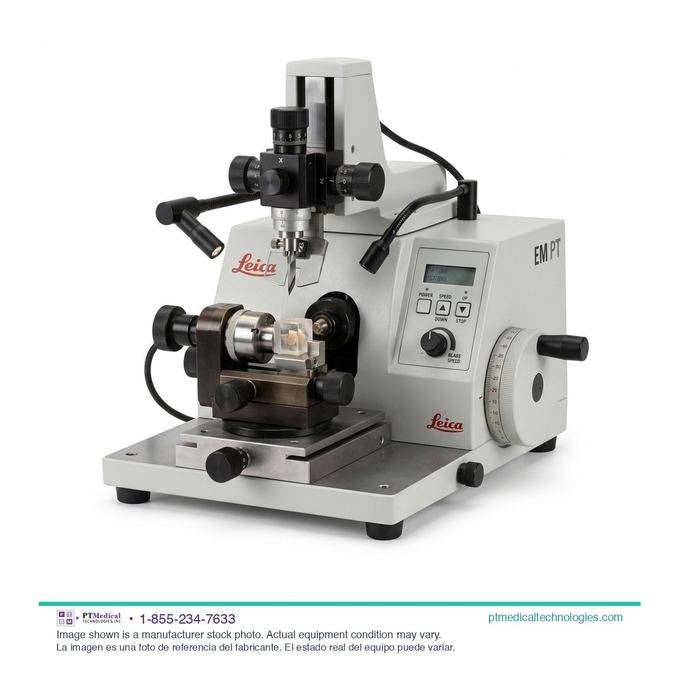 X
Leica
EM PT
POWER SPEED UP
DOWN STOP
BLADE
SPEED
Leica
PTMedical
TECHNOLOGIES, INC
• 1-855-234-7633
ptmedicaltechnologies.com
Image shown is a manufacturer stock photo. Actual equipment condition may vary.
La imagen es una foto de referencia del fabricante. El estado real del equipo puede variar.